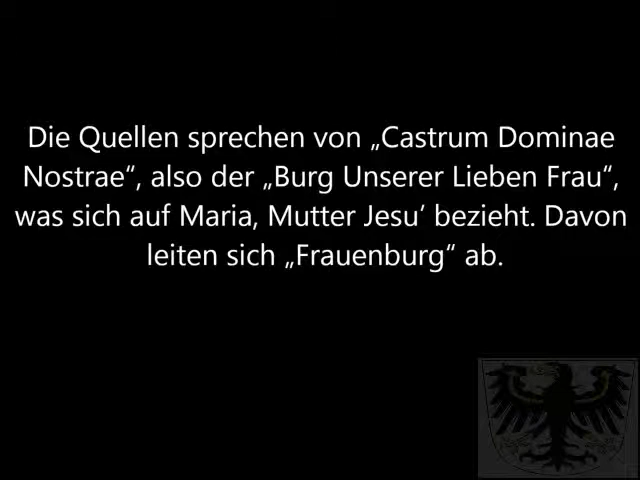 Die Quellen sprechen von „Castrum Dominae
Nostrae“, also der „Burg Unserer Lieben Frau“,
was sich auf Maria, Mutter Jesu’ bezieht. Davon
leiten sich „Frauenburg“ ab.